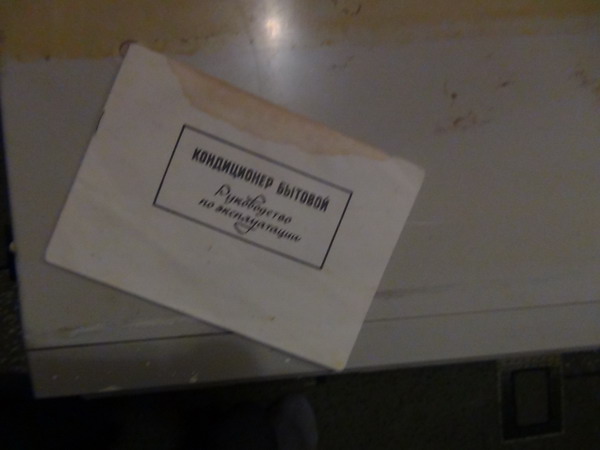 КОНДИЦИОНЕР БЫТОВОЙ
Руководство
по эксплуатации